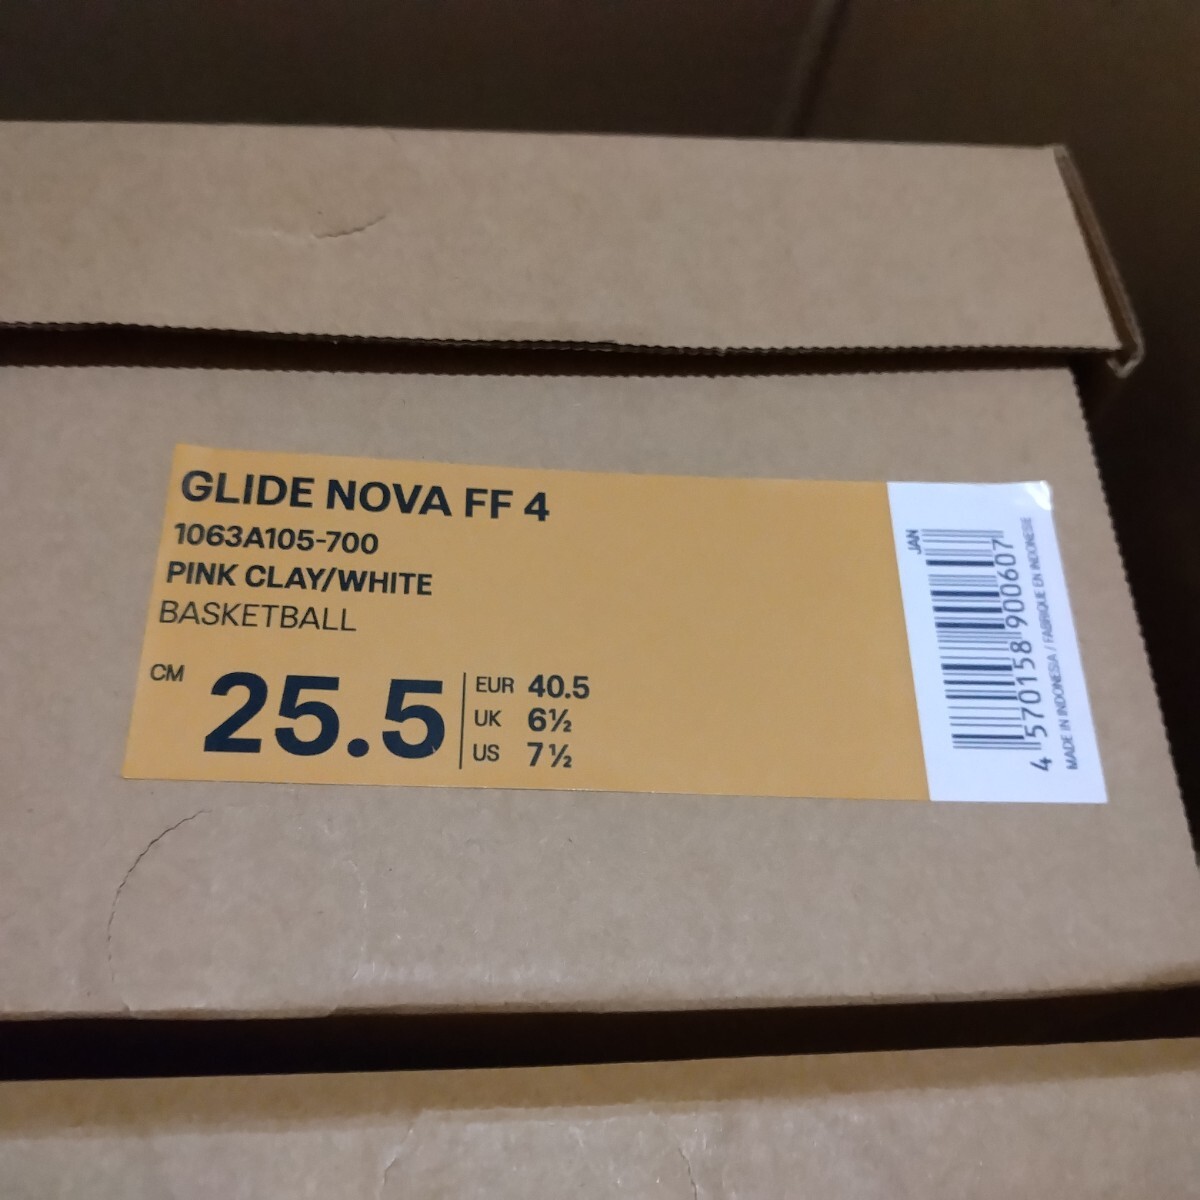 GLIDE NOVA FF 4
1063A105-700
PINK CLAY/WHITE
BASKETBALL
CM
25.5
EUR 40.5
UK 6½
US 7½
JAN
4 570158 900607
MADE IN INDONESIA / FABRIQUE EN INDONESIE